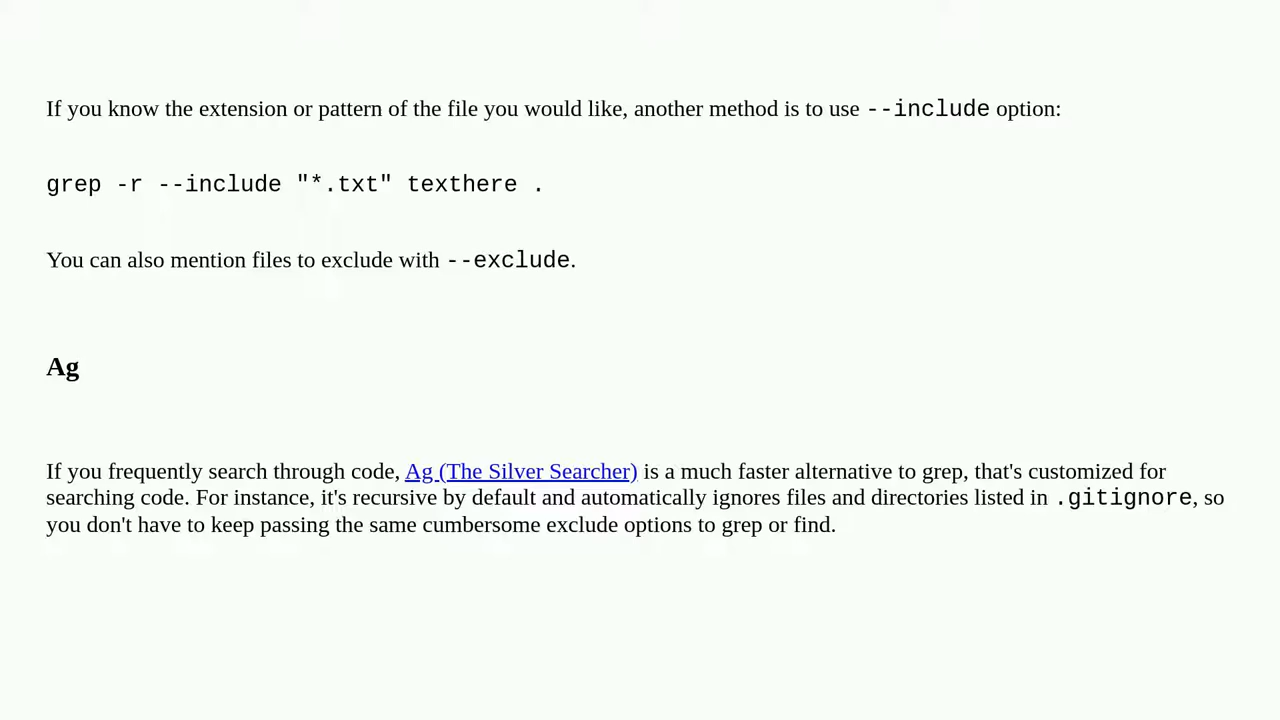 If you know the extension or pattern of the file you would like, another method is to use --include option:
grep -r --include "*.txt" texthere .
You can also mention files to exclude with --exclude.
Ag
If you frequently search through code, Ag (The Silver Searcher) is a much faster alternative to grep, that's customized for
searching code. For instance, it's recursive by default and automatically ignores files and directories listed in .gitignore, so
you don't have to keep passing the same cumbersome exclude options to grep or find.